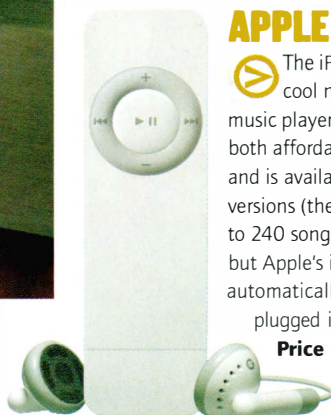 APPLE
The iP
cool n
music player
both afforda
and is availa
versions (the
to 240 song
but Apple's i
automaticall
plugged i
Price